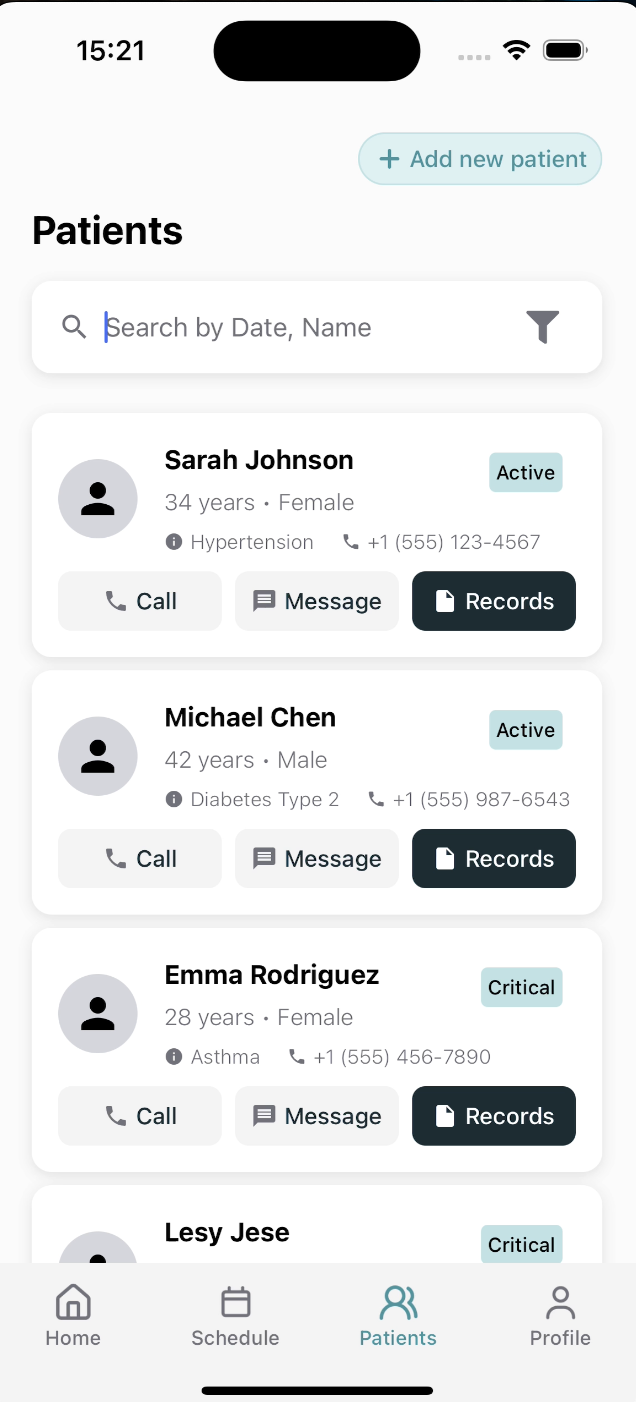 15:21
Add new patient
Patients
Search by Date, Name
Sarah Johnson
Active
34 years • Female
Hypertension +1 (555) 123-4567
Call Message Records
Michael Chen
Active
42 years • Male
Diabetes Type 2 +1 (555) 987-6543
Call Message Records
Emma Rodriguez
Critical
28 years • Female
Asthma +1 (555) 456-7890
Call Message Records
Lesy Jese
Critical
Home Schedule Patients Profile